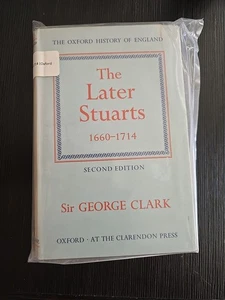 THE OXFORD HISTORY OF ENGLAND
The
Later
Stuarts
1660–1714
SECOND EDITION
Sir GEORGE CLARK
OXFORD · AT THE CLARENDON PRESS